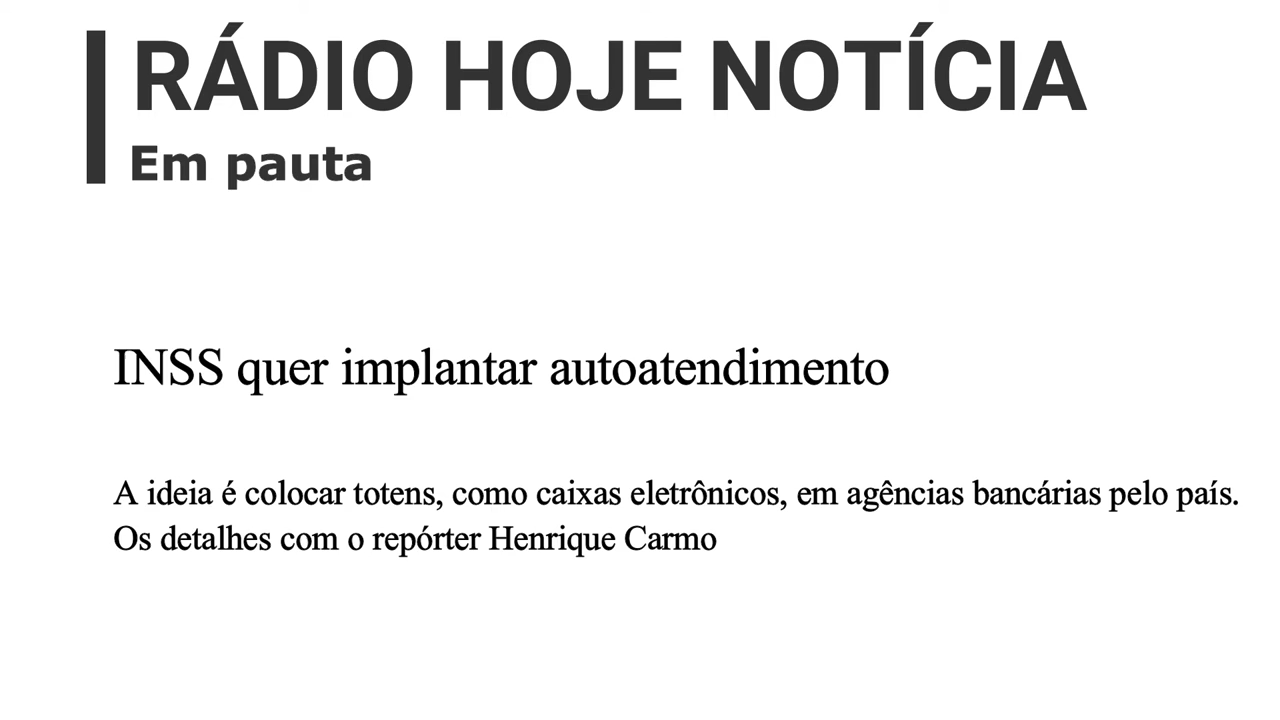 RÁDIO HOJE NOTÍCIA
Em pauta
INSS quer implantar autoatendimento
A ideia é colocar totens, como caixas eletrônicos, em agências bancárias pelo país.
Os detalhes com o repórter Henrique Carmo